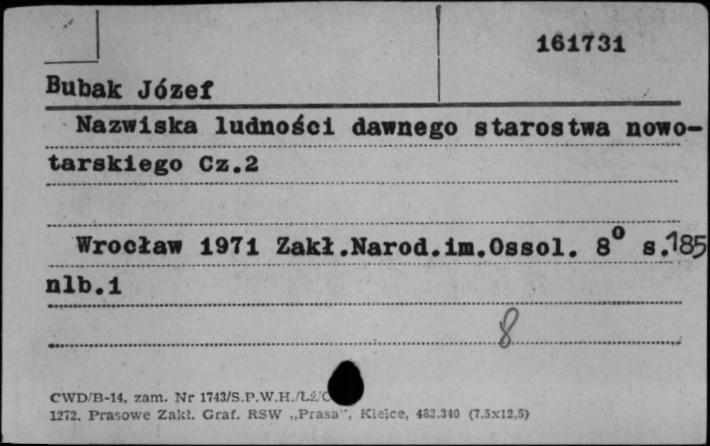 161731
Bubak Józef
Nazwiska ludności dawnego starostwa nowo-
tarskiego Cz.2
Wrocław 1971 Zakł.Narod.im.Ossol. 8⁰ s.185
nlb.1
8
CWD/B-14, zam. Nr 1743/S.P.W.H./Łź/
1272. Prasowe Zakł. Graf. RSW „Prasa", Kielce, 483.340 (7,5x12,5)